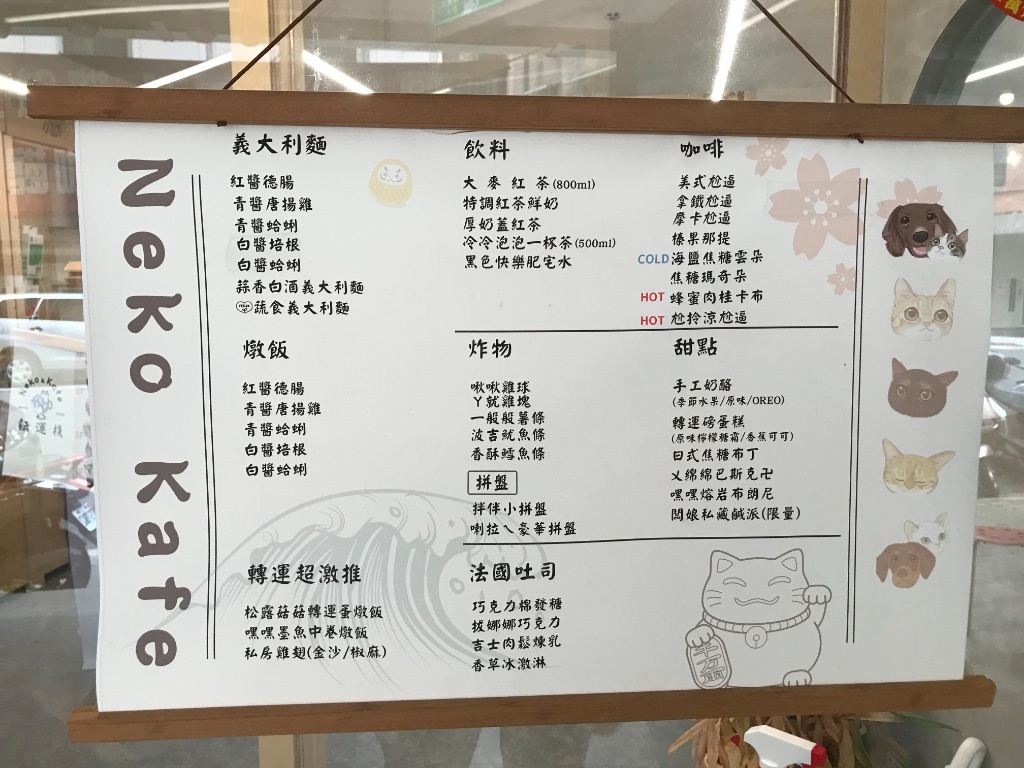 Neko Kafe
義大利麵
紅醬德腸
青醬唐揚雞
青醬蛤蜊
白醬培根
白醬蛤蜊
蒜香白酒義大利麵
蔬食義大利麵
燉飯
紅醬德腸
青醬唐揚雞
青醬蛤蜊
白醬培根
白醬蛤蜊
轉運超激推
松露菇菇轉運蛋燉飯
嘿嘿墨魚中卷燉飯
私房雞翅(金沙/椒麻)
飲料
大麥紅茶(800ml)
特調紅茶鮮奶
厚奶蓋紅茶
冷冷泡泡一杯茶(500ml)
黑色快樂肥宅水
炸物
啾啾雞球
丫就雞塊
一般般薯條
波吉魷魚條
香酥鱈魚條
拼盤
拌伴小拼盤
喇拉ㄟ豪華拼盤
法國吐司
巧克力棉發糖
拔娜娜巧克力
吉士肉鬆煉乳
香草冰激淋
咖啡
美式尬逼
拿鐵尬逼
摩卡尬逼
榛果那提
COLD 海鹽焦糖雲朵
焦糖瑪奇朵
HOT 蜂蜜肉桂卡布
HOT 尬拎涼尬逼
甜點
手工奶酪
(季節水果/原味/OREO)
轉運磅蛋糕
(原味檸檬糖霜/香蕉可可)
日式焦糖布丁
乂綿綿巴斯克卍
嘿嘿熔岩布朗尼
闆娘私藏鹹派(限量)